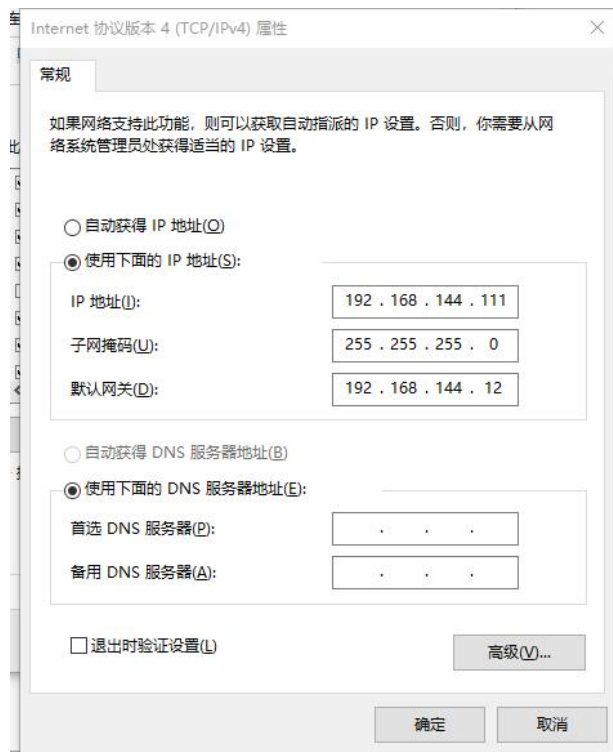 Internet 协议版本 4 (TCP/IPv4) 属性
常规
如果网络支持此功能，则可以获取自动指派的 IP 设置。否则，你需要从网
络系统管理员处获得适当的 IP 设置。
自动获得 IP 地址(O)
使用下面的 IP 地址(S):
IP 地址(I): 192 . 168 . 144 . 111
子网掩码(U): 255 . 255 . 255 . 0
默认网关(D): 192 . 168 . 144 . 12
自动获得 DNS 服务器地址(B)
使用下面的 DNS 服务器地址(E):
首选 DNS 服务器(P): . . .
备用 DNS 服务器(A): . . .
退出时验证设置(L)
高级(V)...
确定 取消